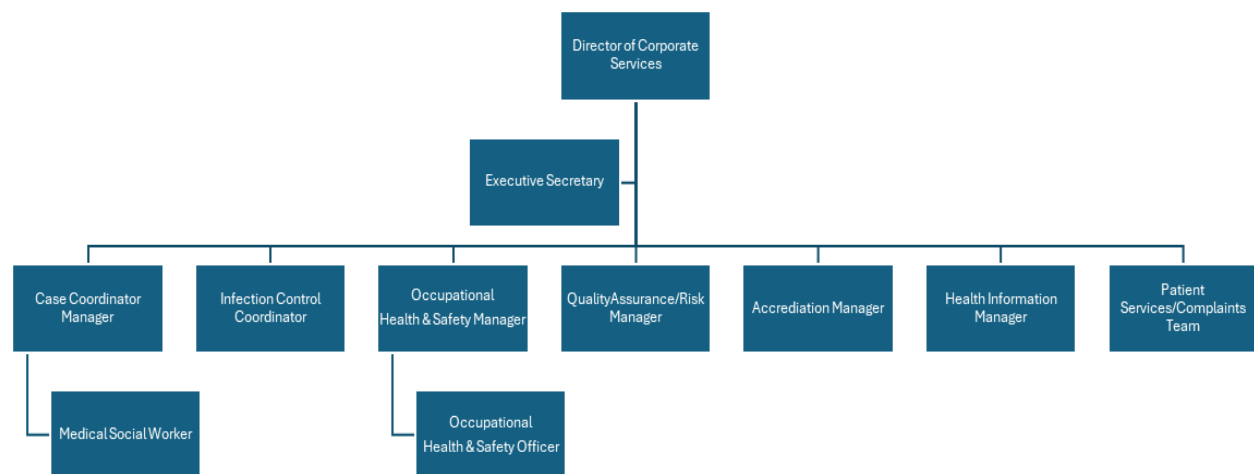 Director of Corporate
Services
Executive Secretary
Case Coordinator
Manager
Infection Control
Coordinator
Occupational
Health & Safety Manager
QualityAssurance/Risk
Manager
Accrediation Manager
Health Information
Manager
Patient
Services/Complaints
Team
Medical Social Worker
Occupational
Health & Safety Officer